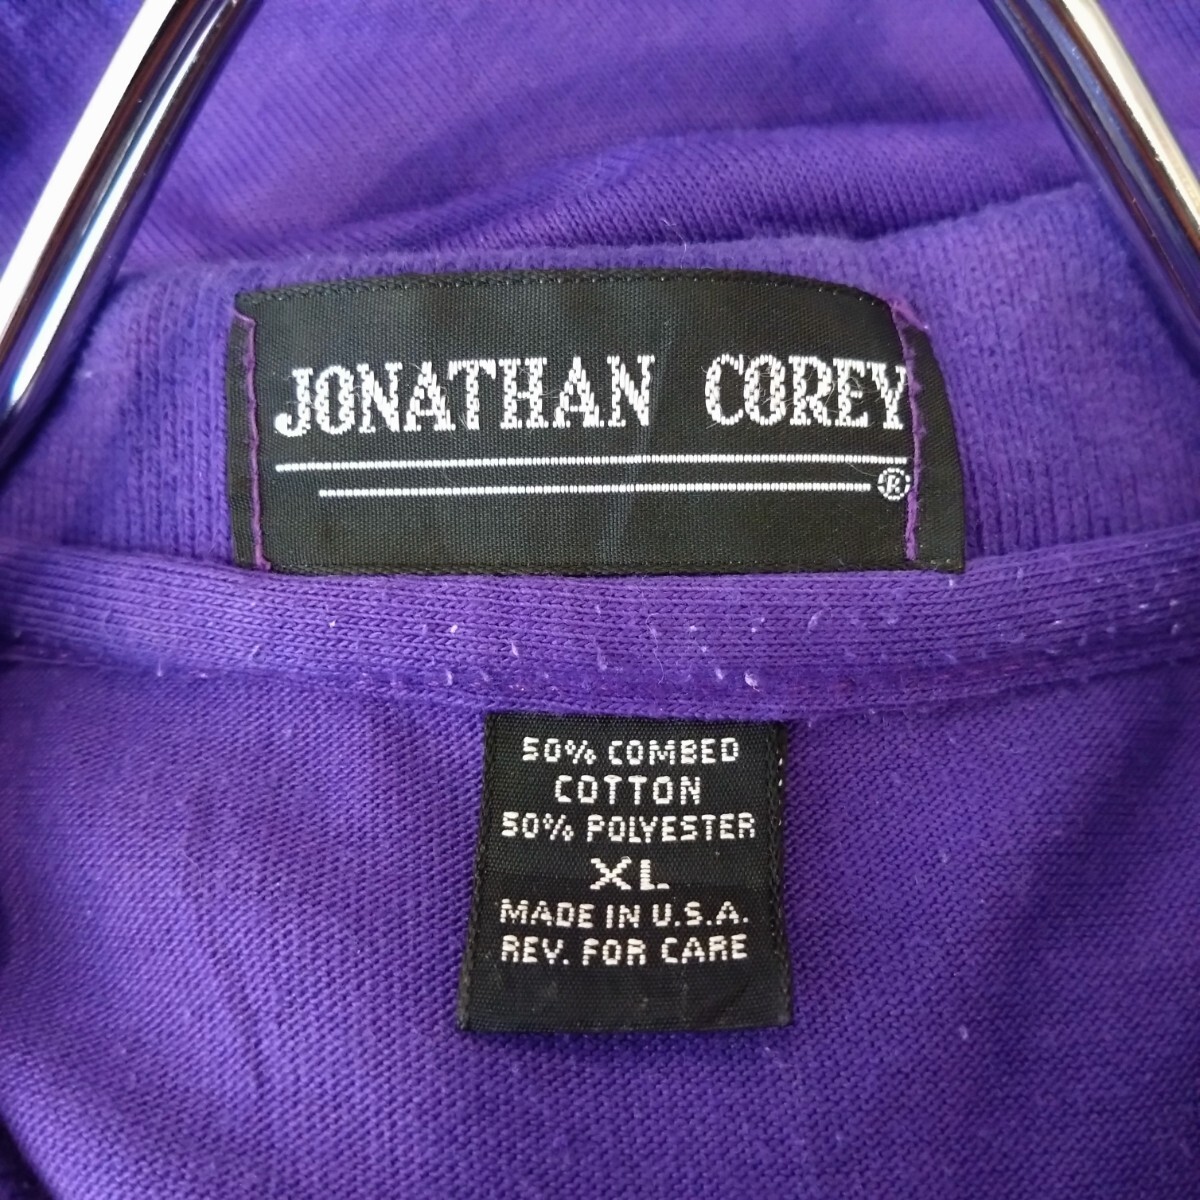 JONATHAN COREY
®
50% COMBED
COTTON
50% POLYESTER
XL
MADE IN U.S.A.
REV. FOR CARE